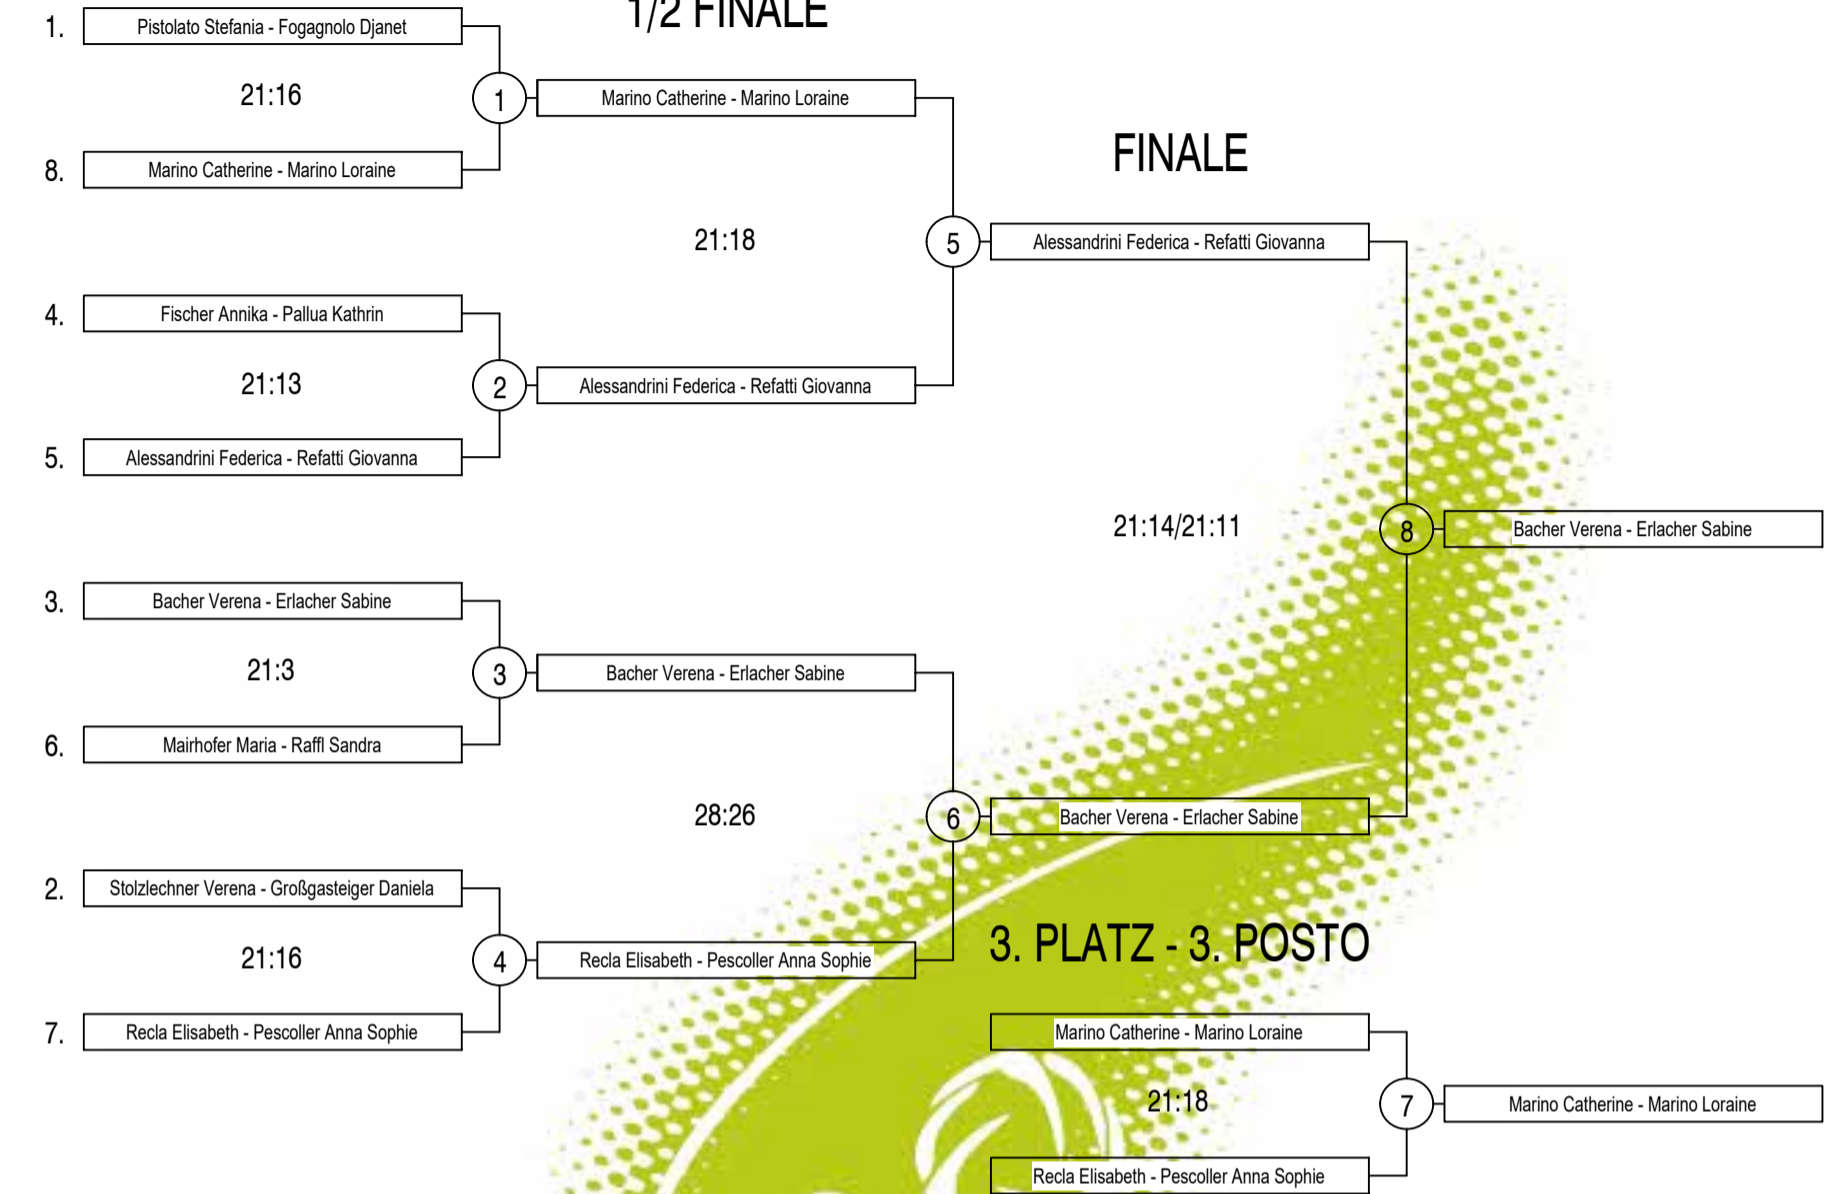 1/2 FINALE
1. Pistolato Stefania - Fogagnolo Djanet
21:16
1
Marino Catherine - Marino Loraine
8. Marino Catherine - Marino Loraine
FINALE
21:18
5
Alessandrini Federica - Refatti Giovanna
4. Fischer Annika - Pallua Kathrin
21:13
2
Alessandrini Federica - Refatti Giovanna
5. Alessandrini Federica - Refatti Giovanna
21:14/21:11
8
Bacher Verena - Erlacher Sabine
3. Bacher Verena - Erlacher Sabine
21:3
3
Bacher Verena - Erlacher Sabine
6. Mairhofer Maria - Raffl Sandra
28:26
6
Bacher Verena - Erlacher Sabine
2. Stolzlechner Verena - Großgasteiger Daniela
21:16
4
Recla Elisabeth - Pescoller Anna Sophie
7. Recla Elisabeth - Pescoller Anna Sophie
3. PLATZ - 3. POSTO
Marino Catherine - Marino Loraine
21:18
7
Marino Catherine - Marino Loraine
Recla Elisabeth - Pescoller Anna Sophie